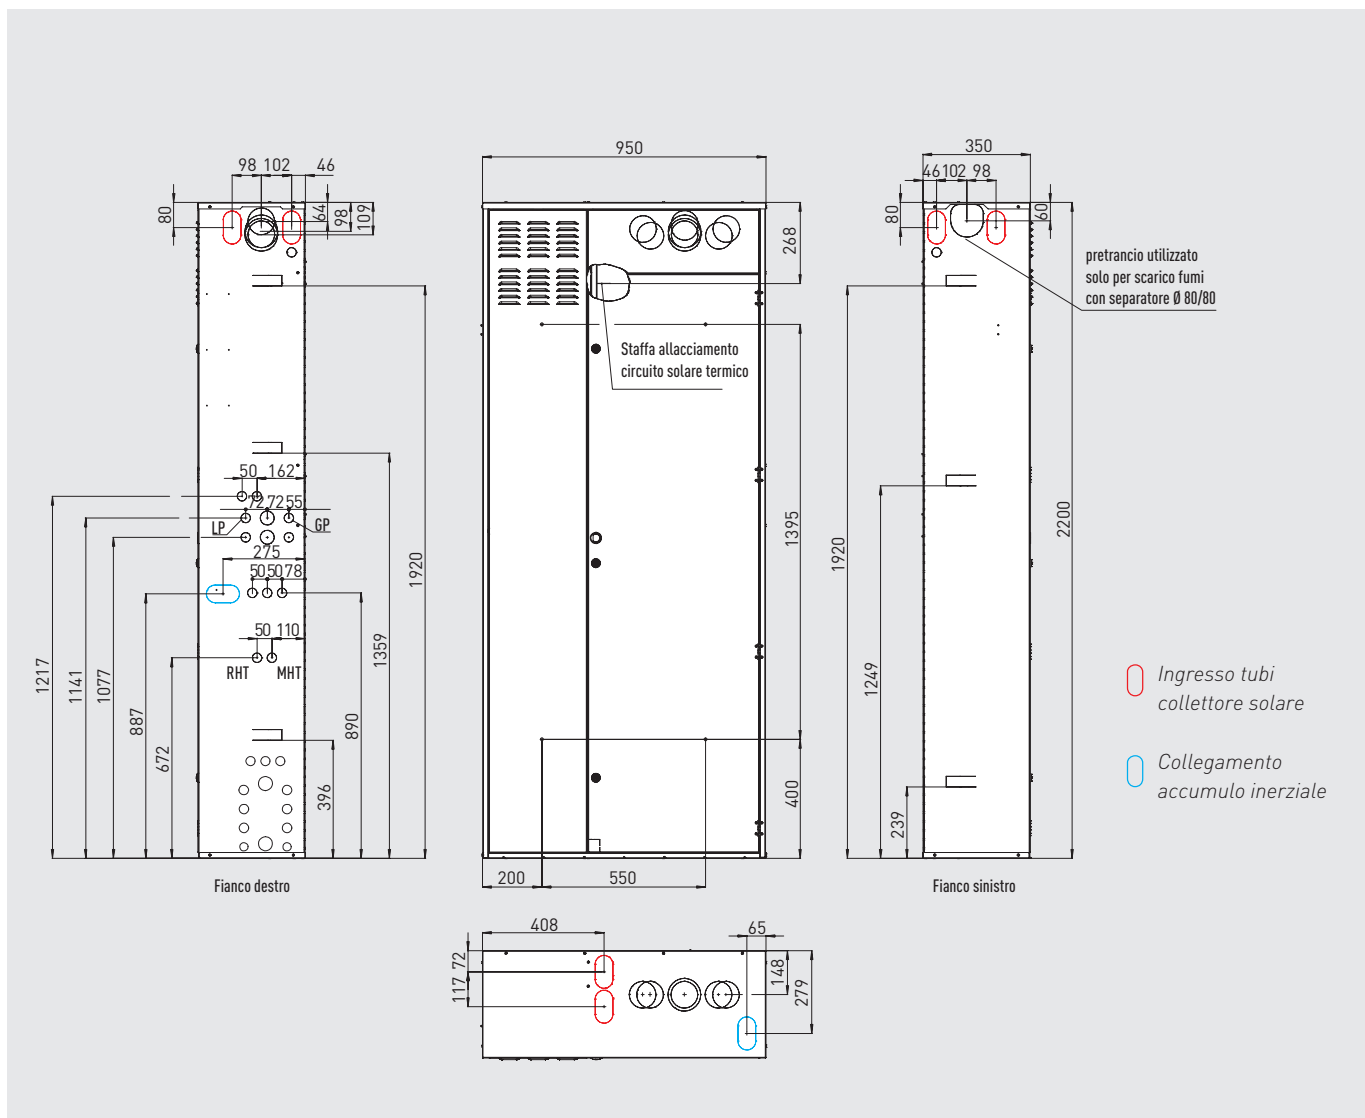 950
350
98 102 46
46 102 98
80
64
98
109
268
80
60
pretrancio utilizzato
solo per scarico fumi
con separatore Ø 80/80
Staffa allacciamento
circuito solare termico
50 162
72 72 55
LP
GP
275
50 50 78
50 110
RHT MHT
1217
1141
1077
887
672
396
890
1359
1920
1395
400
1920
1249
239
2200
Ingresso tubi
collettore solare
Collegamento
accumulo inerziale
200 550
Fianco destro
Fianco sinistro
408
65
72
117
148
279